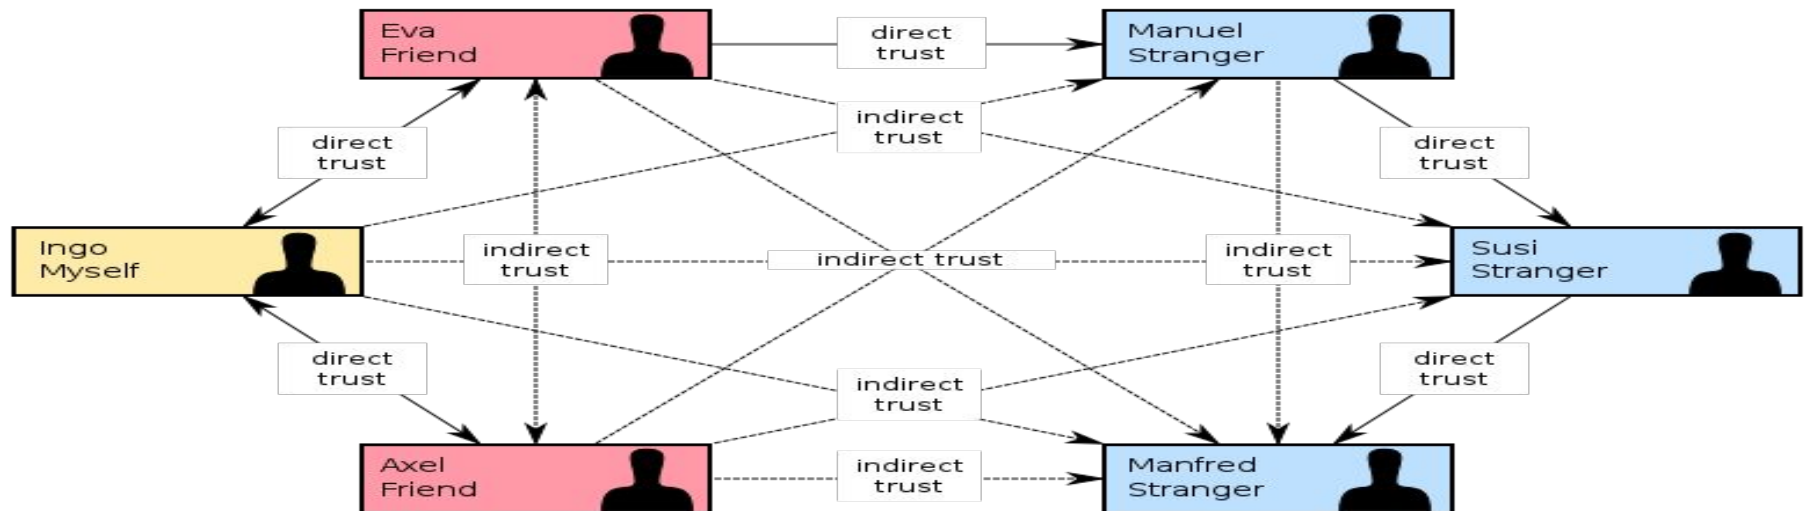 Eva
Friend
direct
trust
Manuel
Stranger
indirect
trust
direct
trust
direct
trust
Ingo
Myself
indirect
trust
indirect trust
indirect
trust
Susi
Stranger
direct
trust
indirect
trust
direct
trust
Axel
Friend
indirect
trust
Manfred
Stranger